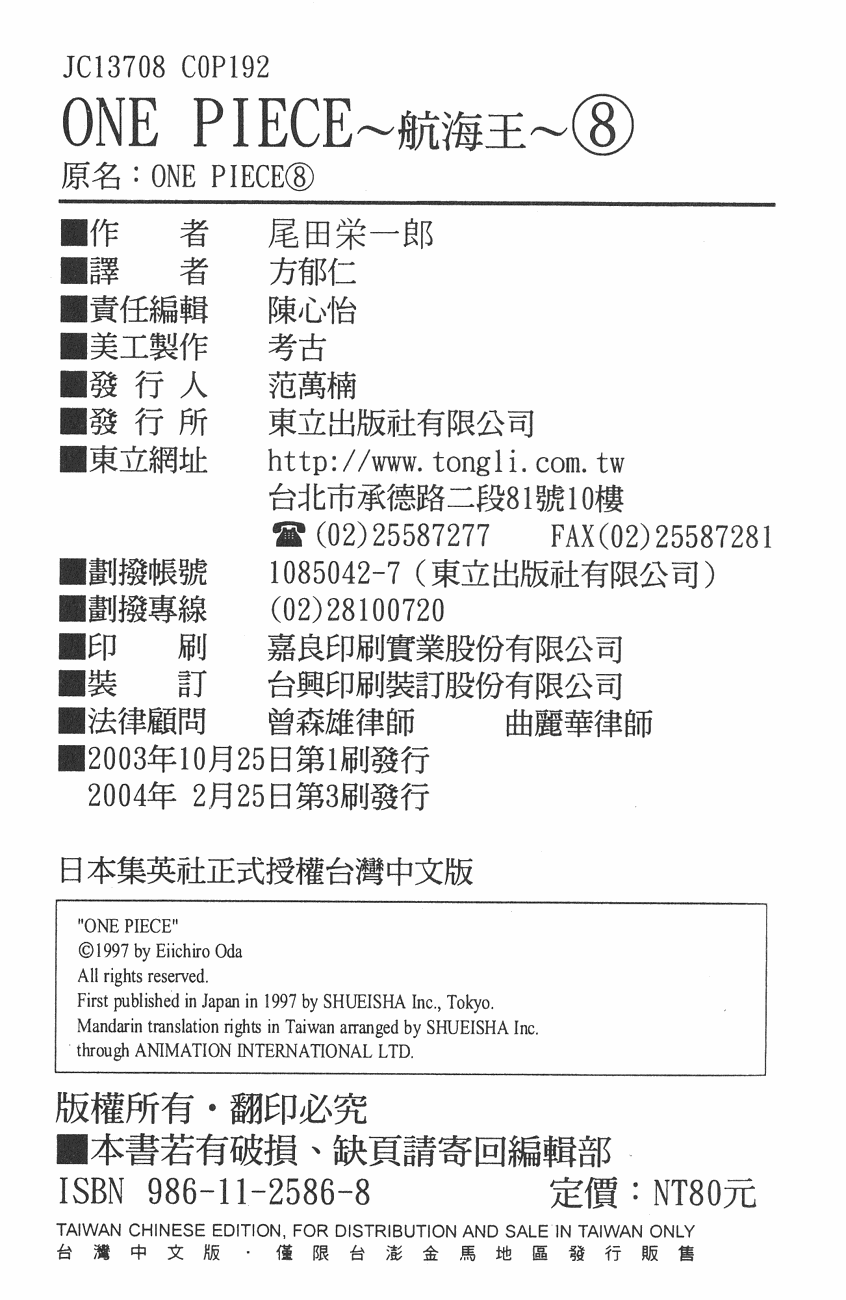 JC13708 COP192
ONE PIECE～航海王～⑧
原名：ONE PIECE⑧
■作　　者　尾田栄一郎
■譯　　者　方郁仁
■責任編輯　陳心怡
■美工製作　考古
■發 行 人　范萬楠
■發 行 所　東立出版社有限公司
■東立網址　http://www.tongli.com.tw
台北市承德路二段81號10樓
☎(02)25587277　FAX(02)25587281
■劃撥帳號　1085042-7（東立出版社有限公司）
■劃撥專線　(02)28100720
■印　　刷　嘉良印刷實業股份有限公司
■裝　　訂　台興印刷裝訂股份有限公司
■法律顧問　曾森雄律師　曲麗華律師
■2003年10月25日第1刷發行
2004年 2月25日第3刷發行
日本集英社正式授權台灣中文版
"ONE PIECE"
©1997 by Eiichiro Oda
All rights reserved.
First published in Japan in 1997 by SHUEISHA Inc., Tokyo.
Mandarin translation rights in Taiwan arranged by SHUEISHA Inc.
through ANIMATION INTERNATIONAL LTD.
版權所有・翻印必究
■本書若有破損、缺頁請寄回編輯部
ISBN 986-11-2586-8　定價：NT80元
TAIWAN CHINESE EDITION, FOR DISTRIBUTION AND SALE IN TAIWAN ONLY
台灣中文版・僅限台澎金馬地區發行販售